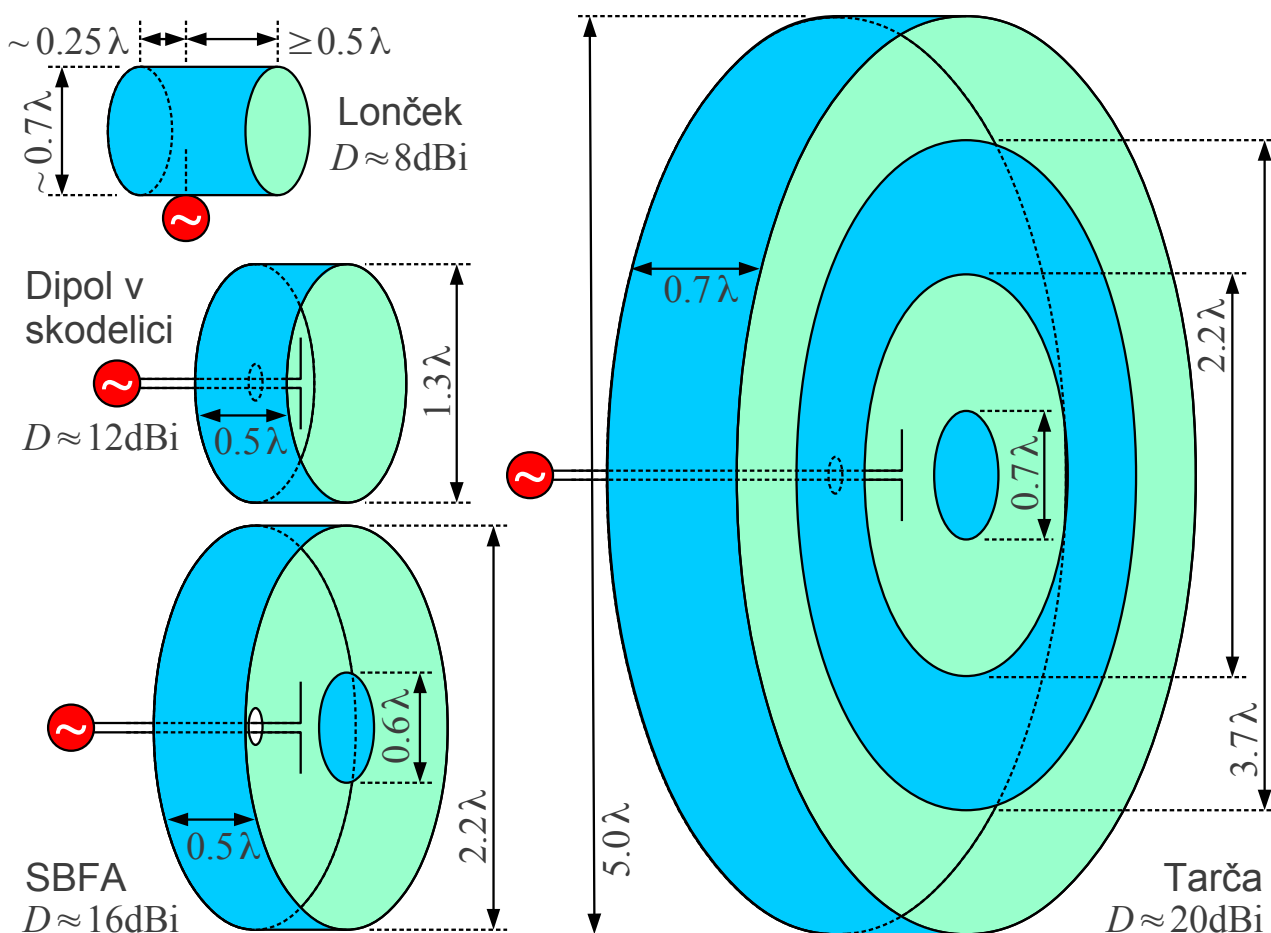 ~0.25λ
≥0.5λ
~0.7λ
Lonček
D≈8dBi
~
Dipol v
skodelici
~
D≈12dBi
0.5λ
1.3λ
~
0.6λ
0.5λ
2.2λ
SBFA
D≈16dBi
0.7λ
2.2λ
~
0.7λ
3.7λ
5.0λ
Tarča
D≈20dBi